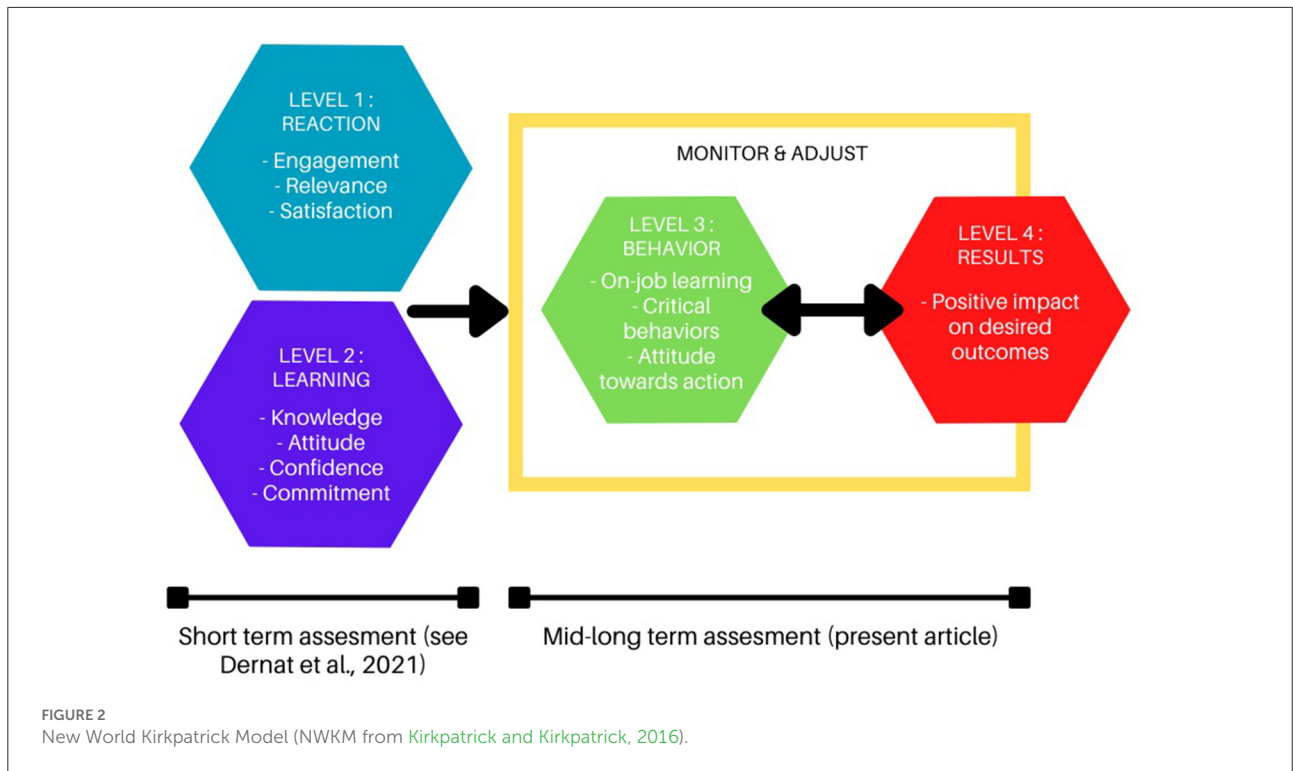 LEVEL 1 :
REACTION
- Engagement
- Relevance
- Satisfaction
LEVEL 2 :
LEARNING
- Knowledge
- Attitude
- Confidence
- Commitment
MONITOR & ADJUST
LEVEL 3 :
BEHAVIOR
- On-job learning
- Critical
behaviors
- Attitude
towards action
LEVEL 4 :
RESULTS
- Positive impact
on desired
outcomes
Short term assesment (see
Dernat et al., 2021)
Mid-long term assesment (present article)
FIGURE 2
New World Kirkpatrick Model (NWKM from Kirkpatrick and Kirkpatrick, 2016).